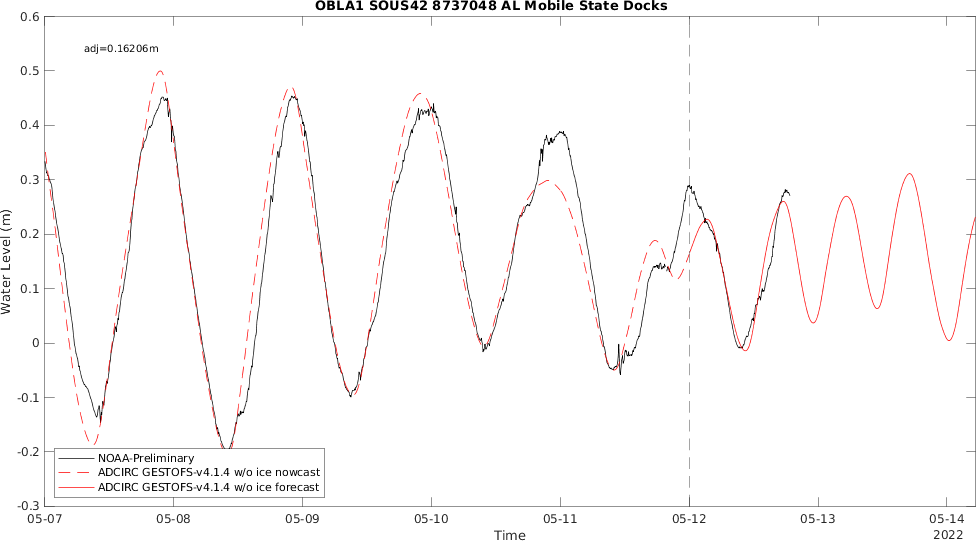 OBLA1 SOUS42 8737048 AL Mobile State Docks
adj=0.16206m
Water Level (m)
0.6
0.5
0.4
0.3
0.2
0.1
0
-0.1
-0.2
-0.3
NOAA-Preliminary
ADCIRC GESTOFS-v4.1.4 w/o ice nowcast
ADCIRC GESTOFS-v4.1.4 w/o ice forecast
05-07 05-08 05-09 05-10 05-11 05-12 05-13 05-14
Time
2022